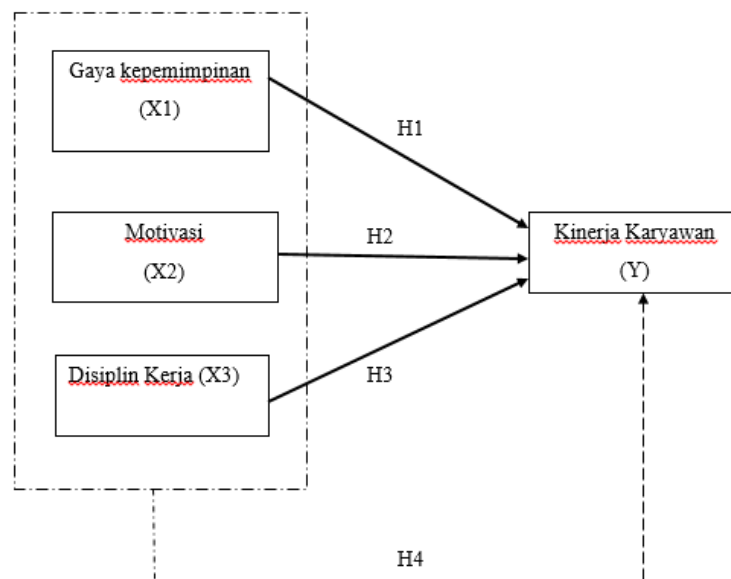 Gaya kepemimpinan
(X1)
H1
Motivasi
(X2)
H2
Kinerja Karyawan
(Y)
Disiplin Kerja (X3)
H3
H4